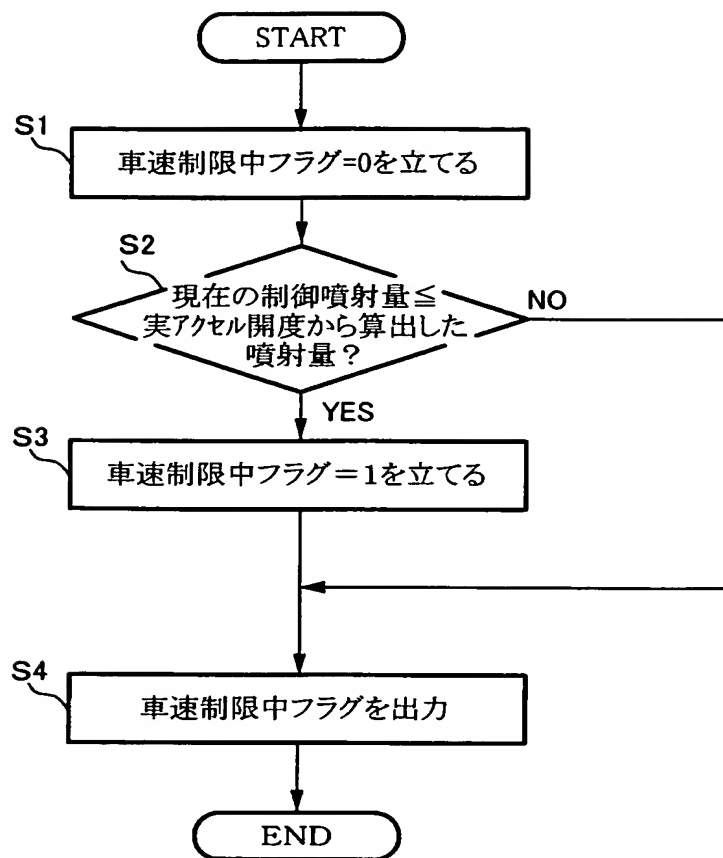 START
S1
車速制限中フラグ=0を立てる
S2
現在の制御噴射量≦
実アクセル開度から算出した
噴射量？
NO
YES
S3
車速制限中フラグ＝1を立てる
S4
車速制限中フラグを出力
END